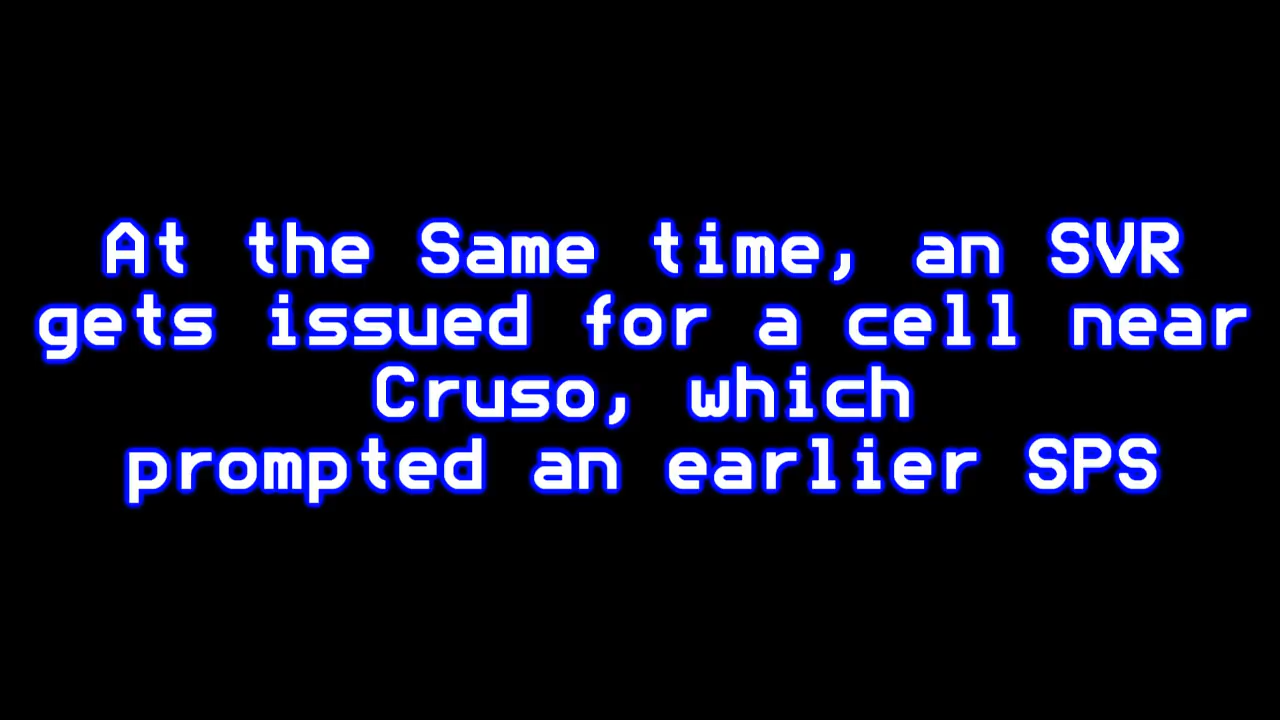 At the Same time, an SVR
gets issued for a cell near
Cruso, which
prompted an earlier SPS